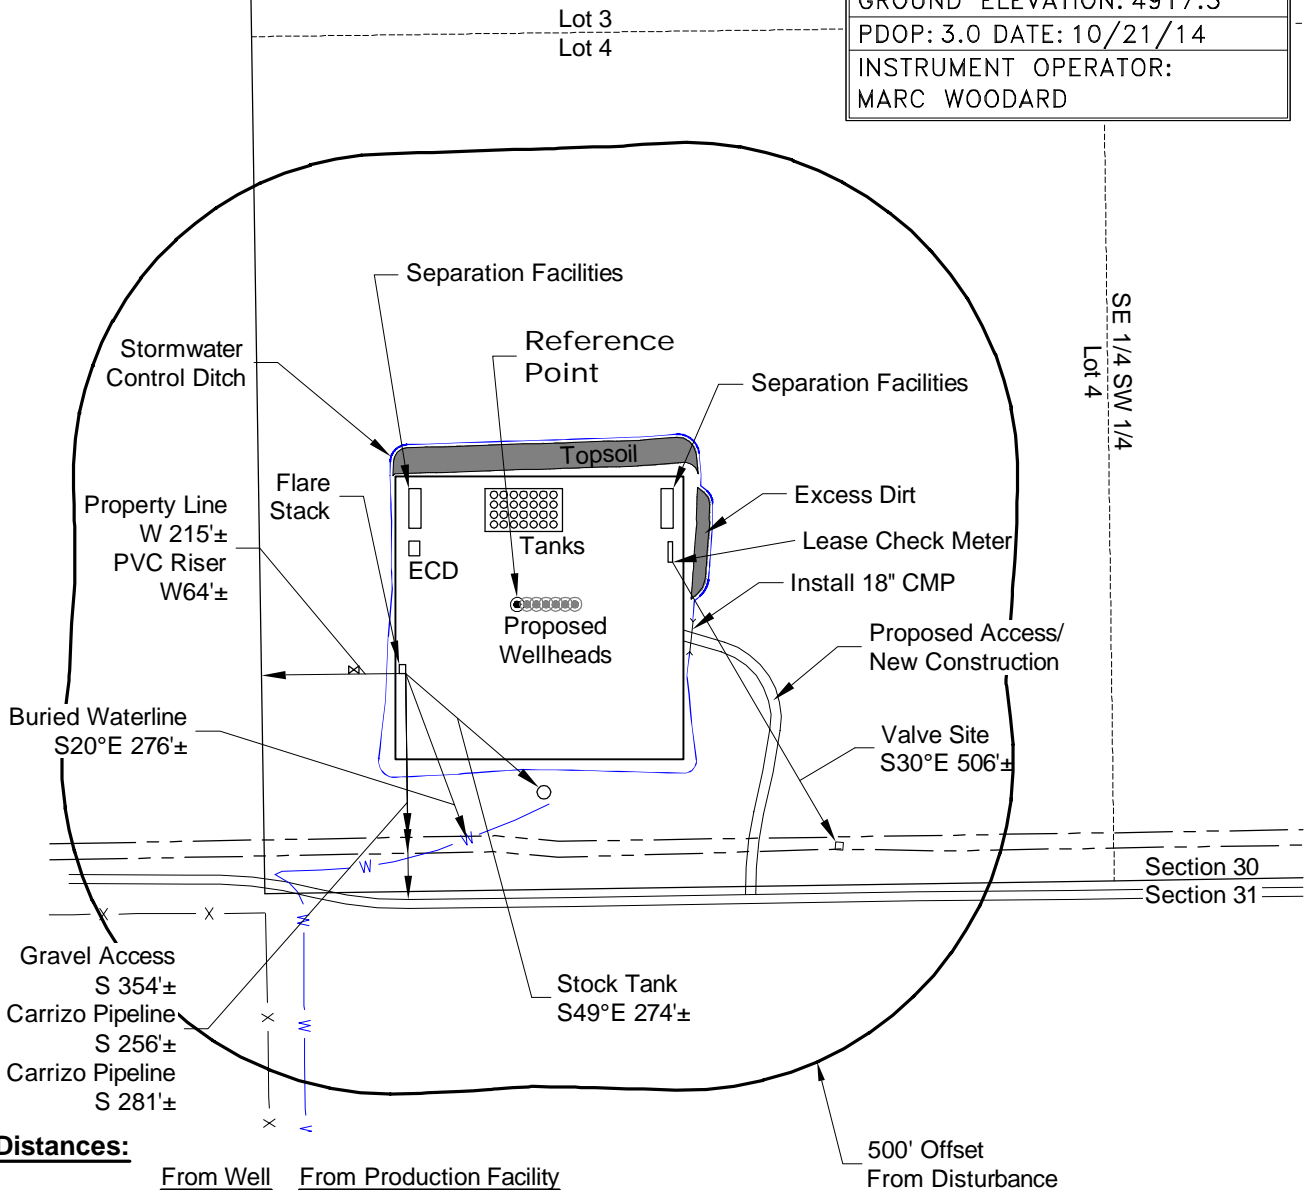 GROUND ELEVATION: 4917.3
PDOP: 3.0 DATE: 10/21/14
INSTRUMENT OPERATOR:
MARC WOODARD
Lot 3
Lot 4
SE 1/4 SW 1/4
Lot 4
Separation Facilities
Reference
Point
Stormwater
Control Ditch
Separation Facilities
Topsoil
Flare
Stack
Excess Dirt
Property Line
W 215'±
PVC Riser
W64'±
Tanks
ECD
Lease Check Meter
Install 18" CMP
Proposed
Wellheads
Proposed Access/
New Construction
Buried Waterline
S20°E 276'±
Valve Site
S30°E 506'±
W
W
Section 30
Section 31
X
X
W
Gravel Access
S 354'±
Carrizo Pipeline
S 256'±
Carrizo Pipeline
S 281'±
Stock Tank
S49°E 274'±
X
W
X
Distances:
500' Offset
From Disturbance
From Well From Production Facility